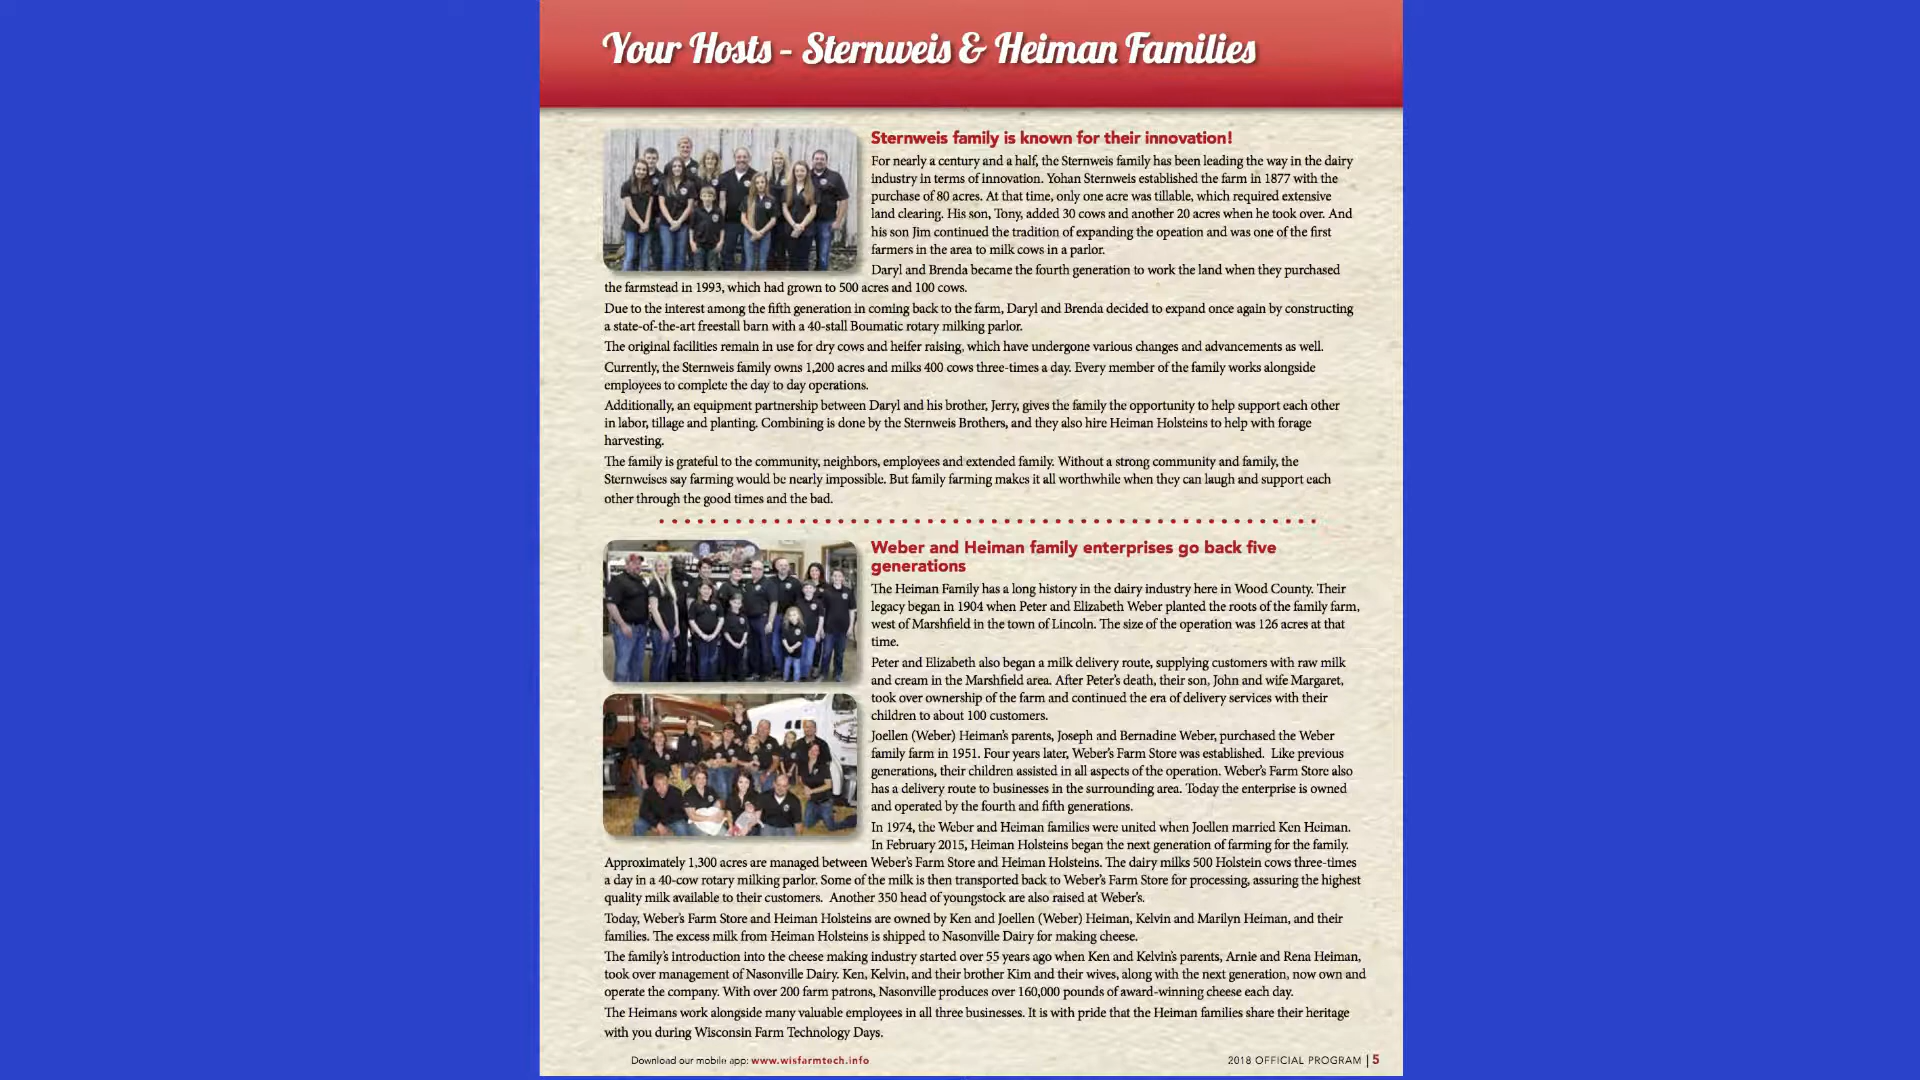 Your Hosts - Sternweis & Heiman Families
Sternweis family is known for their innovation!
For nearly a century and a half, the Sternweis family has been leading the way in the dairy
industry in terms of innovation. Yohan Sternweis established the farm in 1877 with the
purchase of 80 acres. At that time, only one acre was tillable, which required extensive
land clearing. His son, Tony, added 30 cows and another 20 acres when he took over. And
his son Jim continued the tradition of expanding the opeation and was one of the first
farmers in the area to milk cows in a parlor.
Daryl and Brenda became the fourth generation to work the land when they purchased
the farmstead in 1993, which had grown to 500 acres and 100 cows.
Due to the interest among the fifth generation in coming back to the farm, Daryl and Brenda decided to expand once again by constructing
a state-of-the-art freestall barn with a 40-stall Boumatic rotary milking parlor.
The original facilities remain in use for dry cows and heifer raising, which have undergone various changes and advancements as well.
Currently, the Sternweis family owns 1,200 acres and milks 400 cows three-times a day. Every member of the family works alongside
employees to complete the day to day operations.
Additionally, an equipment partnership between Daryl and his brother, Jerry, gives the family the opportunity to help support each other
in labor, tillage and planting. Combining is done by the Sternweis Brothers, and they also hire Heiman Holsteins to help with forage
harvesting.
The family is grateful to the community, neighbors, employees and extended family. Without a strong community and family, the
Sternweises say farming would be nearly impossible. But family farming makes it all worthwhile when they can laugh and support each
other through the good times and the bad.
Weber and Heiman family enterprises go back five
generations
The Heiman Family has a long history in the dairy industry here in Wood County. Their
legacy began in 1904 when Peter and Elizabeth Weber planted the roots of the family farm,
west of Marshfield in the town of Lincoln. The size of the operation was 126 acres at that
time.
Peter and Elizabeth also began a milk delivery route, supplying customers with raw milk
and cream in the Marshfield area. After Peter's death, their son, John and wife Margaret,
took over ownership of the farm and continued the era of delivery services with their
children to about 100 customers.
Joellen (Weber) Heiman's parents, Joseph and Bernadine Weber, purchased the Weber
family farm in 1951. Four years later, Weber's Farm Store was established. Like previous
generations, their children assisted in all aspects of the operation. Weber's Farm Store also
has a delivery route to businesses in the surrounding area. Today the enterprise is owned
and operated by the fourth and fifth generations.
In 1974, the Weber and Heiman families were united when Joellen married Ken Heiman.
In February 2015, Heiman Holsteins began the next generation of farming for the family.
Approximately 1,300 acres are managed between Weber's Farm Store and Heiman Holsteins. The dairy milks 500 Holstein cows three-times
a day in a 40-cow rotary milking parlor. Some of the milk is then transported back to Weber's Farm Store for processing, assuring the highest
quality milk available to their customers. Another 350 head of youngstock are also raised at Weber's.
Today, Weber's Farm Store and Heiman Holsteins are owned by Ken and Joellen (Weber) Heiman, Kelvin and Marilyn Heiman, and their
families. The excess milk from Heiman Holsteins is shipped to Nasonville Dairy for making cheese.
The family's introduction into the cheese making industry started over 55 years ago when Ken and Kelvin's parents, Arnie and Rena Heiman,
took over management of Nasonville Dairy. Ken, Kelvin, and their brother Kim and their wives, along with the next generation, now own and
operate the company. With over 200 farm patrons, Nasonville produces over 160,000 pounds of award-winning cheese each day.
The Heimans work alongside many valuable employees in all three businesses. It is with pride that the Heiman families share their heritage
with you during Wisconsin Farm Technology Days.
Download our mobile app: www.wisfarmtech.info
2018 OFFICIAL PROGRAM | 5